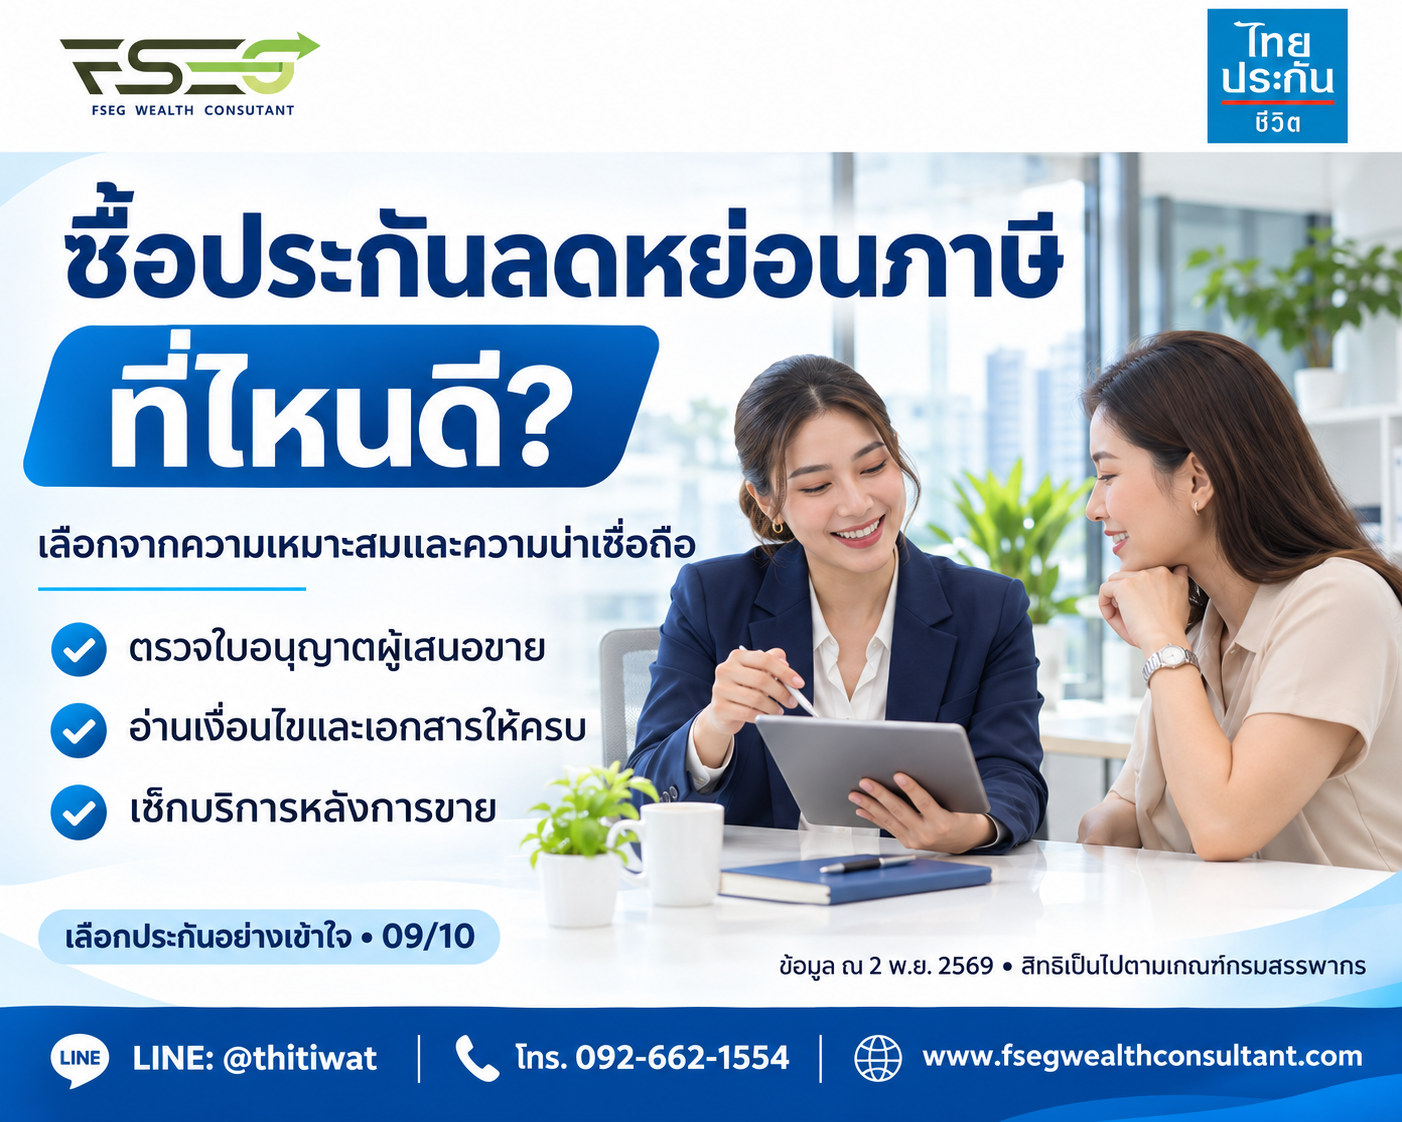 FSEG
FSEG WEALTH CONSUTANT
ไทย
ประกัน
ชีวิต
ซื้อประกันลดหย่อนภาษี
ที่ไหนดี?
เลือกจากความเหมาะสมและความน่าเชื่อถือ
ตรวจใบอนุญาตผู้เสนอขาย
อ่านเงื่อนไขและเอกสารให้ครบ
เช็กบริการหลังการขาย
เลือกประกันอย่างเข้าใจ • 09/10
ข้อมูล ณ 2 พ.ย. 2569 • สิทธิเป็นไปตามเกณฑ์กรมสรรพากร
LINE LINE: @thitiwat
โทร. 092-662-1554
www.fsegwealthconsultant.com